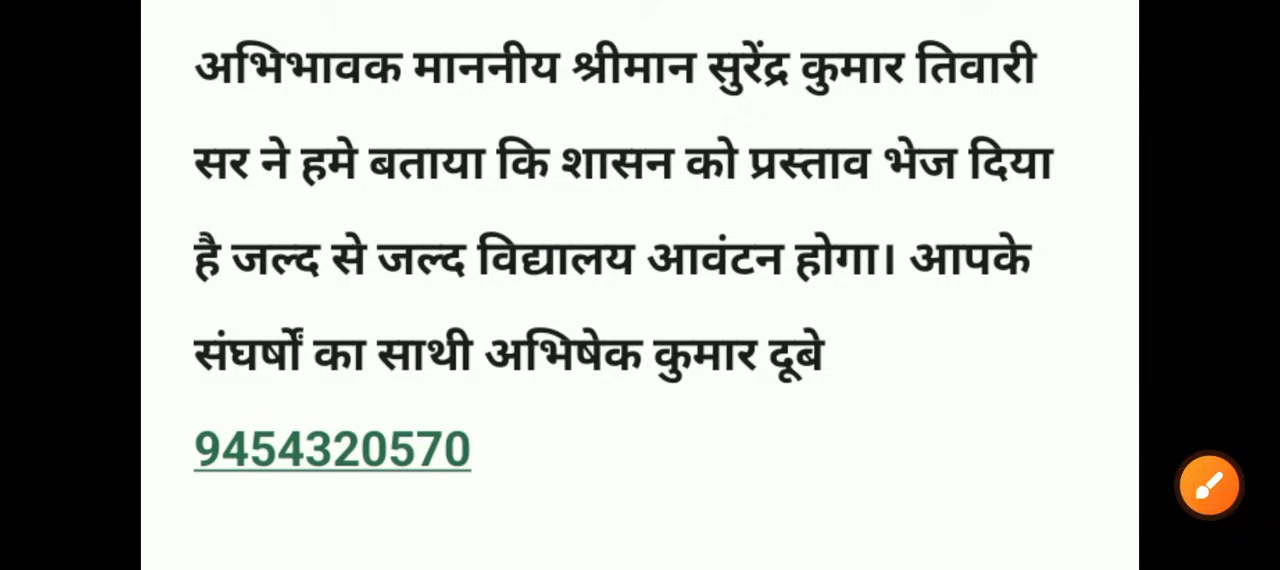 अभिभावक माननीय श्रीमान सुरेंद्र कुमार तिवारी
सर ने हमे बताया कि शासन को प्रस्ताव भेज दिया
है जल्द से जल्द विद्यालय आवंटन होगा। आपके
संघर्षों का साथी अभिषेक कुमार दूबे
9454320570